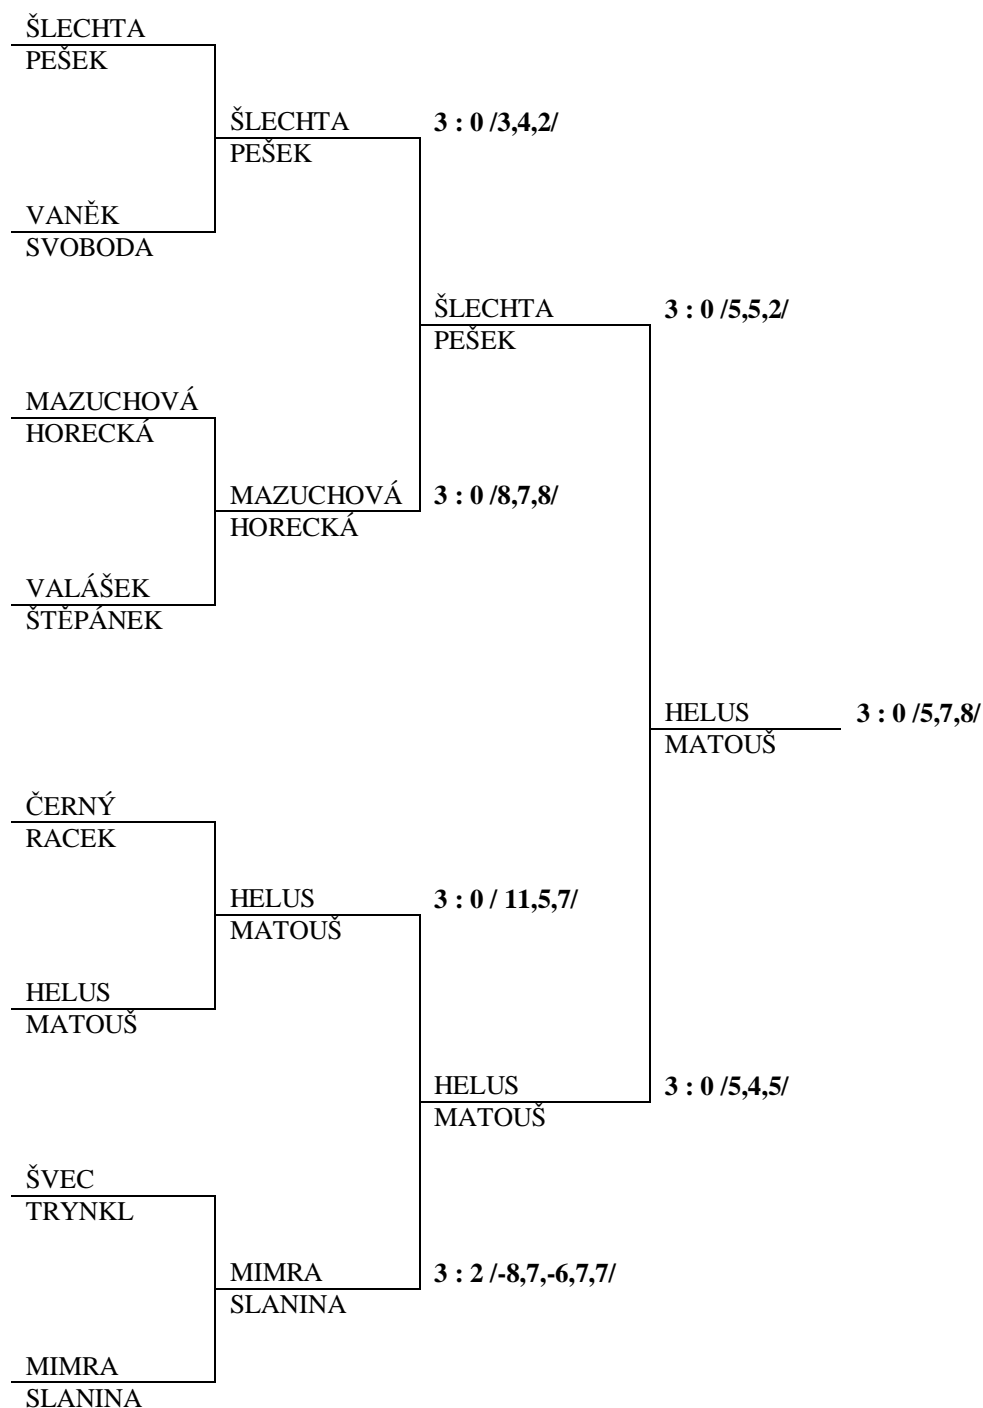 ŠLECHTA
PEŠEK
ŠLECHTA 3 : 0 /3,4,2/
PEŠEK
VANĚK
SVOBODA
ŠLECHTA 3 : 0 /5,5,2/
PEŠEK
MAZUCHOVÁ
HORECKÁ
MAZUCHOVÁ 3 : 0 /8,7,8/
HORECKÁ
VALÁŠEK
ŠTĚPÁNEK
HELUS 3 : 0 /5,7,8/
MATOUŠ
ČERNÝ
RACEK
HELUS 3 : 0 / 11,5,7/
MATOUŠ
HELUS
MATOUŠ
HELUS 3 : 0 /5,4,5/
MATOUŠ
ŠVEC
TRYNKL
MIMRA 3 : 2 /-8,7,-6,7,7/
SLANINA
MIMRA
SLANINA